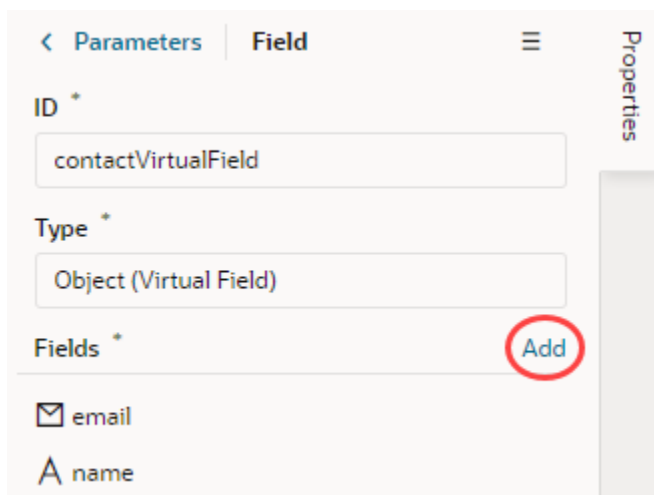 Parameters Field
Properties
ID *
contactVirtualField
Type *
Object (Virtual Field)
Fields * Add
email
name